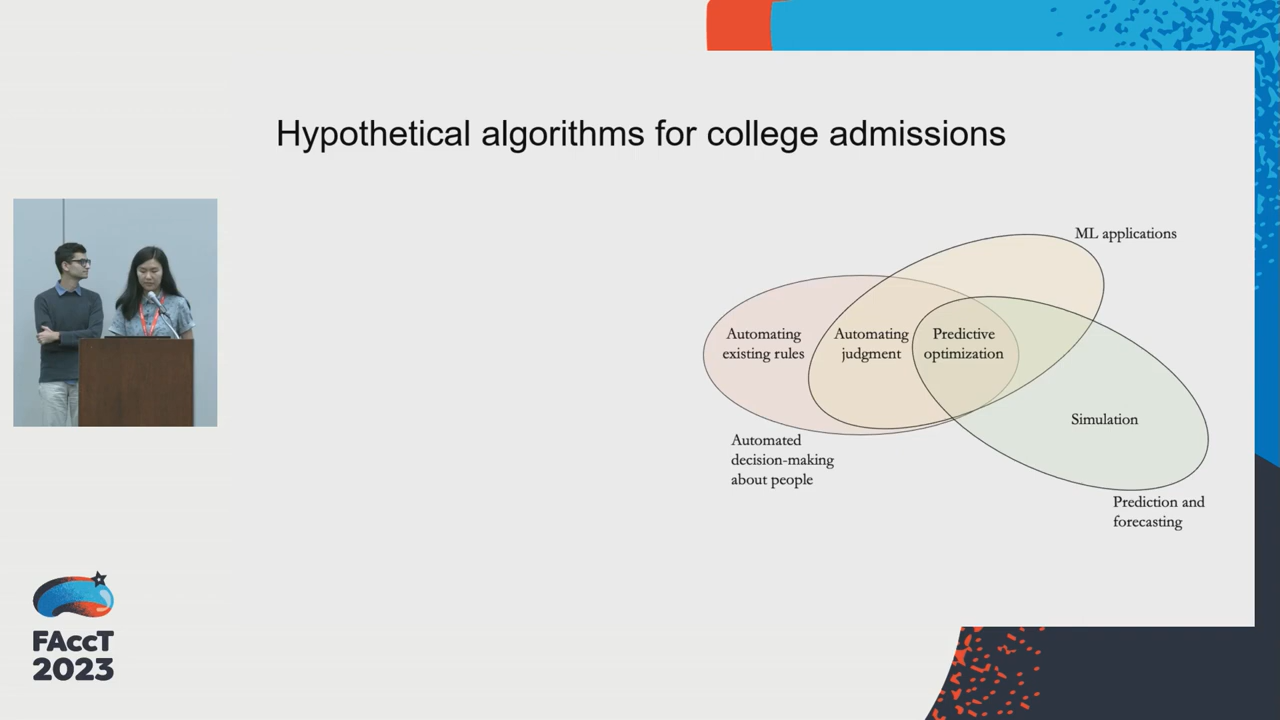 Hypothetical algorithms for college admissions
ML applications
Automating
existing rules
Automating
judgment
Predictive
optimization
Simulation
Automated
decision-making
about people
Prediction and
forecasting
FAccT
2023